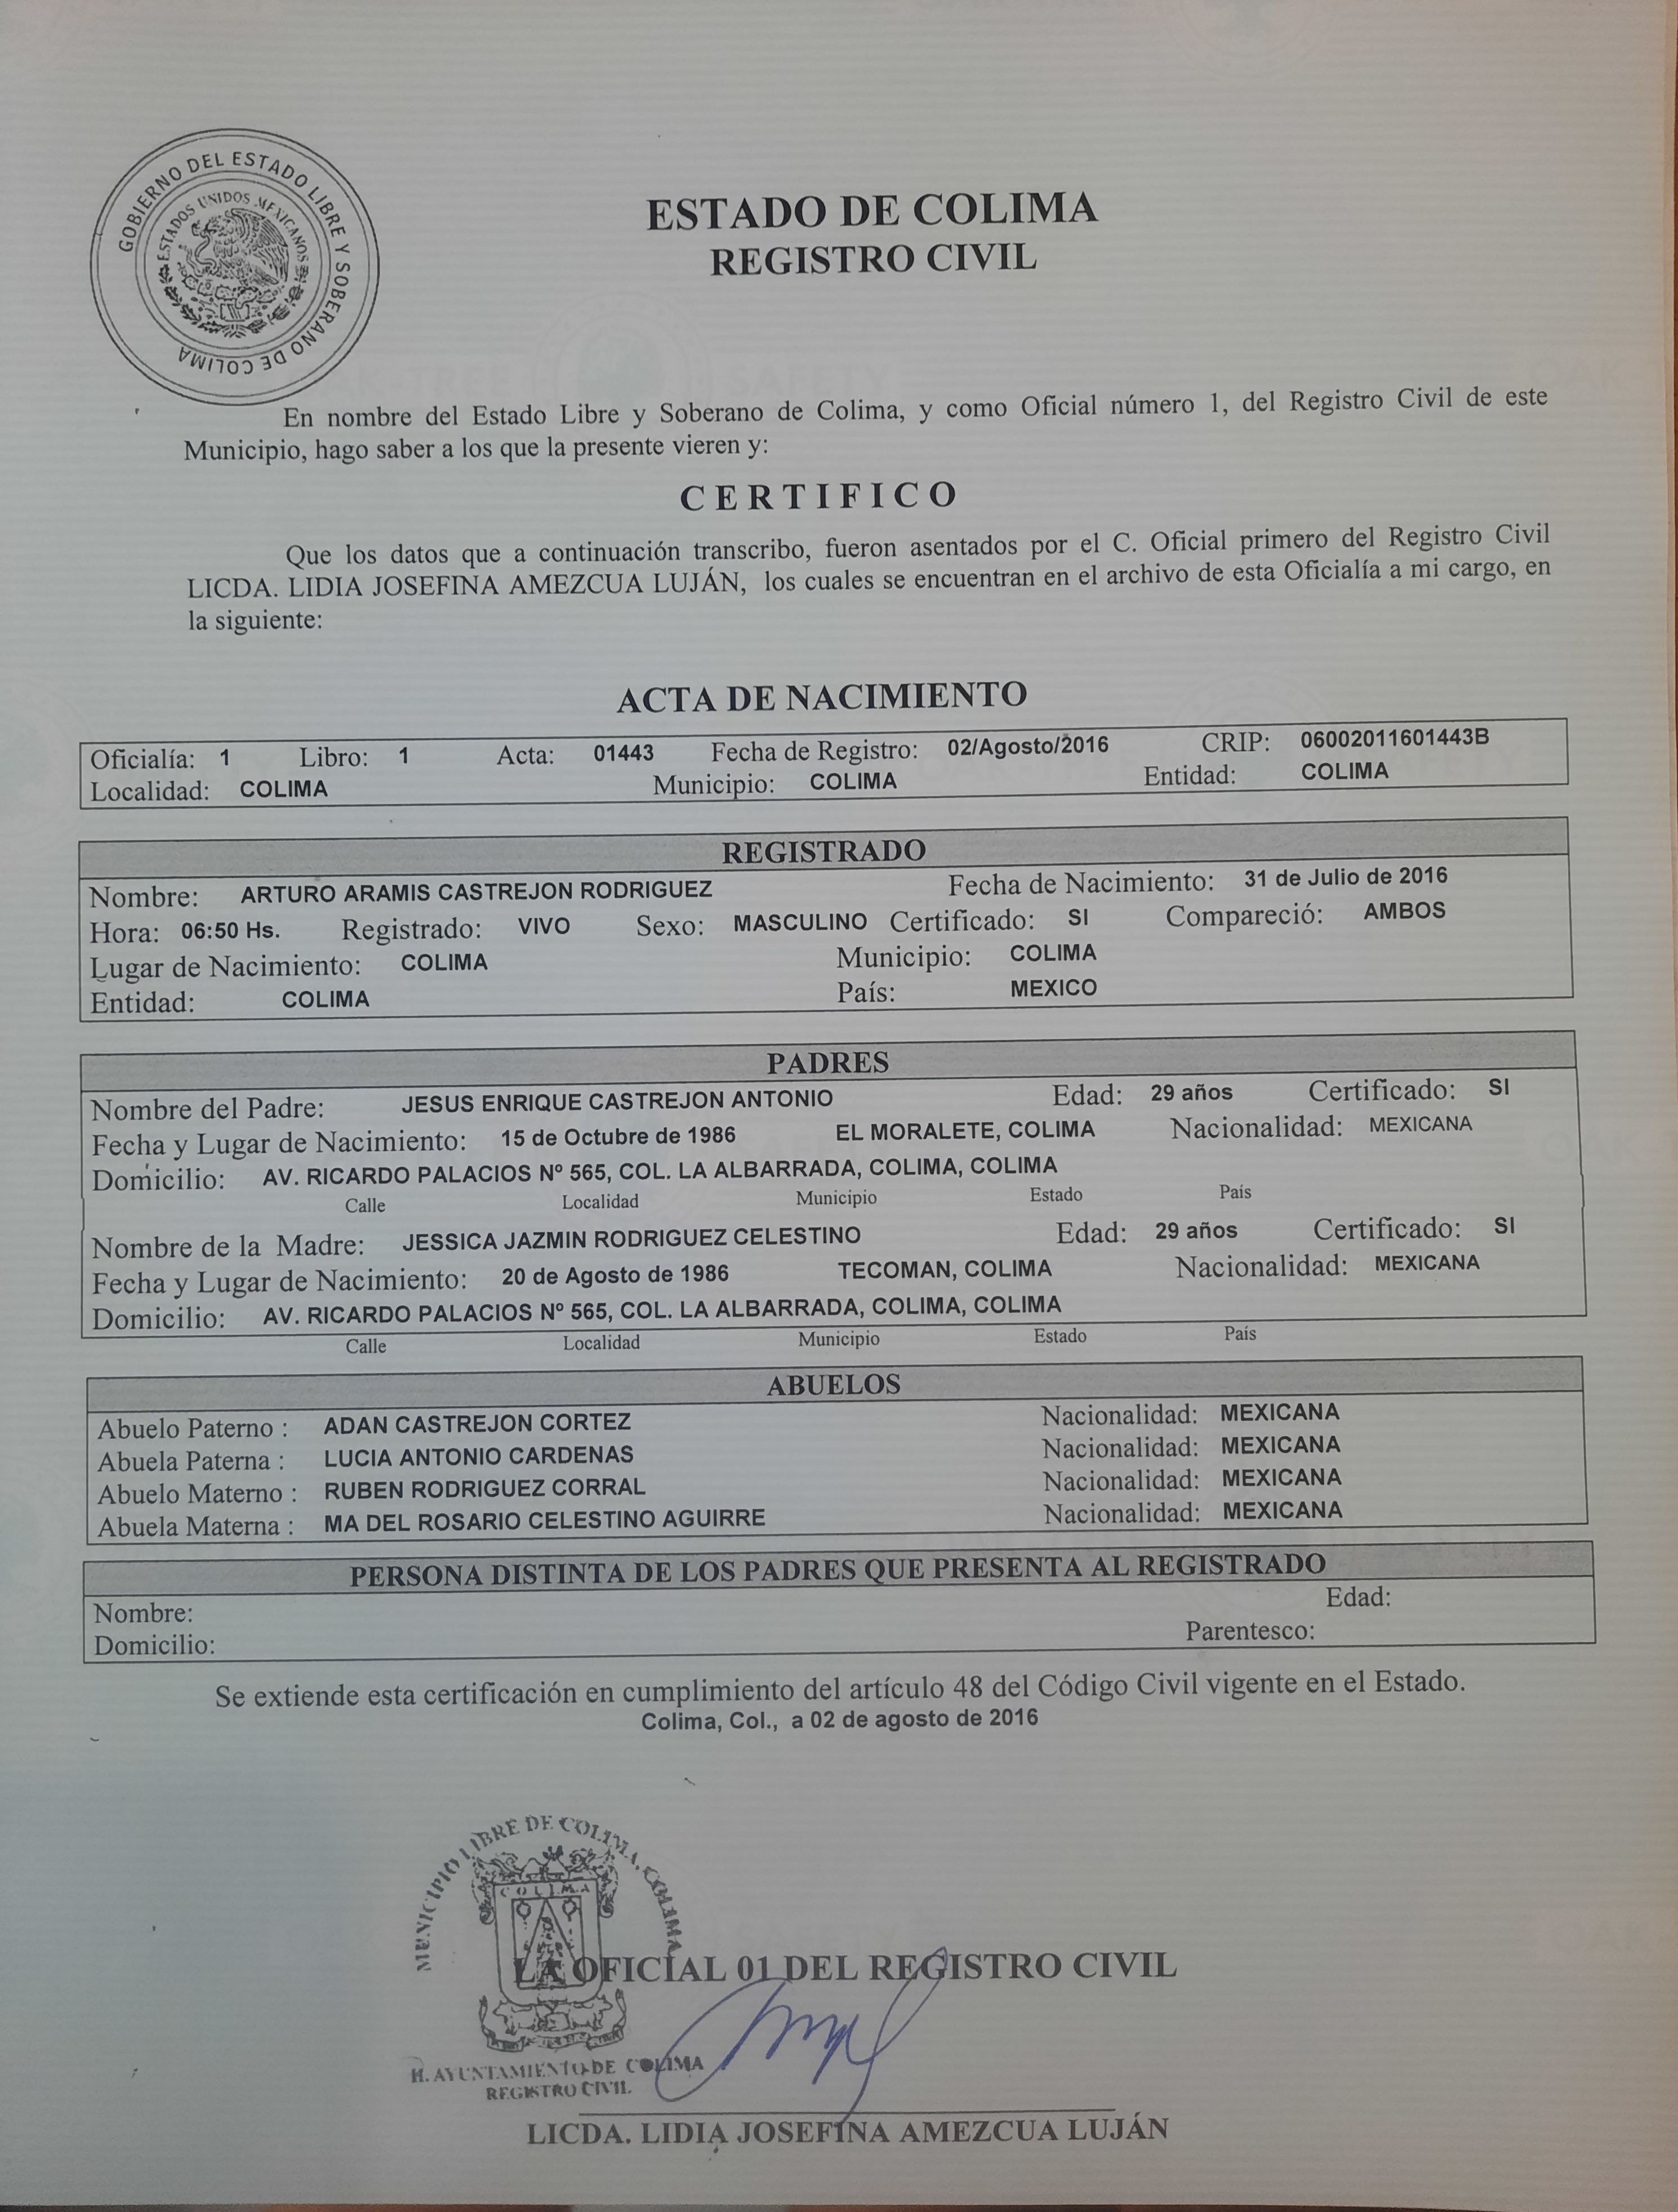 GOBIERNO DEL ESTADO LIBRE Y SOBERANO DE COLIMA
ESTADOS UNIDOS MEXICANOS
ESTADO DE COLIMA
REGISTRO CIVIL
En nombre del Estado Libre y Soberano de Colima, y como Oficial número 1, del Registro Civil de este
Municipio, hago saber a los que la presente vieren y:
CERTIFICO
Que los datos que a continuación transcribo, fueron asentados por el C. Oficial primero del Registro Civil
LICDA. LIDIA JOSEFINA AMEZCUA LUJÁN, los cuales se encuentran en el archivo de esta Oficialía a mi cargo, en
la siguiente:
ACTA DE NACIMIENTO
Oficialía: 1 Libro: 1 Acta: 01443 Fecha de Registro: 02/Agosto/2016 CRIP: 06002011601443B
Localidad: COLIMA Municipio: COLIMA Entidad: COLIMA
REGISTRADO
Nombre: ARTURO ARAMIS CASTREJON RODRIGUEZ Fecha de Nacimiento: 31 de Julio de 2016
Hora: 06:50 Hs. Registrado: VIVO Sexo: MASCULINO Certificado: SI Compareció: AMBOS
Lugar de Nacimiento: COLIMA Municipio: COLIMA
Entidad: COLIMA País: MEXICO
PADRES
Nombre del Padre: JESUS ENRIQUE CASTREJON ANTONIO Edad: 29 años Certificado: SI
Fecha y Lugar de Nacimiento: 15 de Octubre de 1986 EL MORALETE, COLIMA Nacionalidad: MEXICANA
Domicilio: AV. RICARDO PALACIOS Nº 565, COL. LA ALBARRADA, COLIMA, COLIMA
Calle Localidad Municipio Estado País
Nombre de la Madre: JESSICA JAZMIN RODRIGUEZ CELESTINO Edad: 29 años Certificado: SI
Fecha y Lugar de Nacimiento: 20 de Agosto de 1986 TECOMAN, COLIMA Nacionalidad: MEXICANA
Domicilio: AV. RICARDO PALACIOS Nº 565, COL. LA ALBARRADA, COLIMA, COLIMA
Calle Localidad Municipio Estado País
ABUELOS
Abuelo Paterno : ADAN CASTREJON CORTEZ Nacionalidad: MEXICANA
Abuela Paterna : LUCIA ANTONIO CARDENAS Nacionalidad: MEXICANA
Abuelo Materno : RUBEN RODRIGUEZ CORRAL Nacionalidad: MEXICANA
Abuela Materna : MA DEL ROSARIO CELESTINO AGUIRRE Nacionalidad: MEXICANA
PERSONA DISTINTA DE LOS PADRES QUE PRESENTA AL REGISTRADO
Nombre: Edad:
Domicilio: Parentesco:
Se extiende esta certificación en cumplimiento del artículo 48 del Código Civil vigente en el Estado.
Colima, Col., a 02 de agosto de 2016
MUNICIPIO LIBRE DE COLIMA, COLIMA
COLIMA
LA OFICIAL 01 DEL REGISTRO CIVIL
H. AYUNTAMIENTO DE COLIMA
REGISTRO CIVIL
LICDA. LIDIA JOSEFINA AMEZCUA LUJÁN